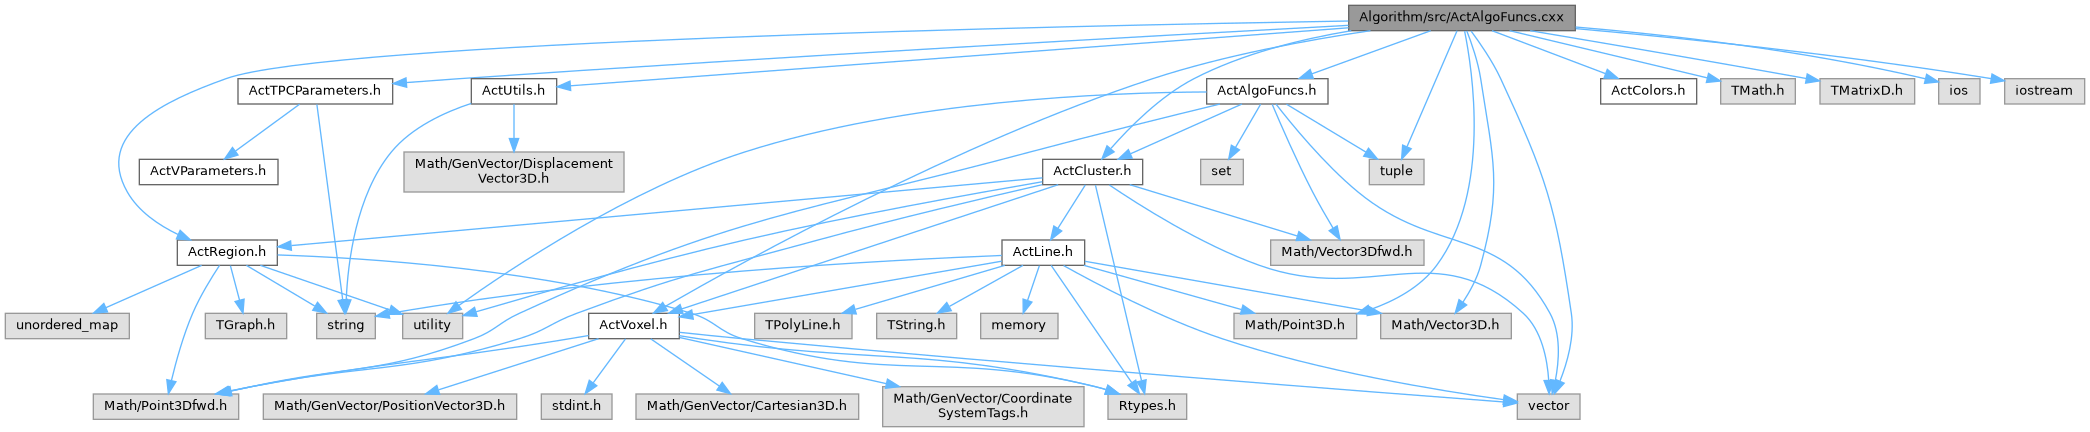 Algorithm/src/ActAlgoFuncs.cxx
ActTPCParameters.h
ActUtils.h
ActAlgoFuncs.h
ActColors.h
TMath.h
TMatrixD.h
ios
iostream
ActVParameters.h
Math/GenVector/Displacement
Vector3D.h
ActCluster.h
set
tuple
ActRegion.h
ActLine.h
Math/Vector3Dfwd.h
unordered_map
TGraph.h
string
utility
ActVoxel.h
TPolyLine.h
TString.h
memory
Math/Point3D.h
Math/Vector3D.h
Math/Point3Dfwd.h
Math/GenVector/PositionVector3D.h
stdint.h
Math/GenVector/Cartesian3D.h
Math/GenVector/Coordinate
SystemTags.h
Rtypes.h
vector